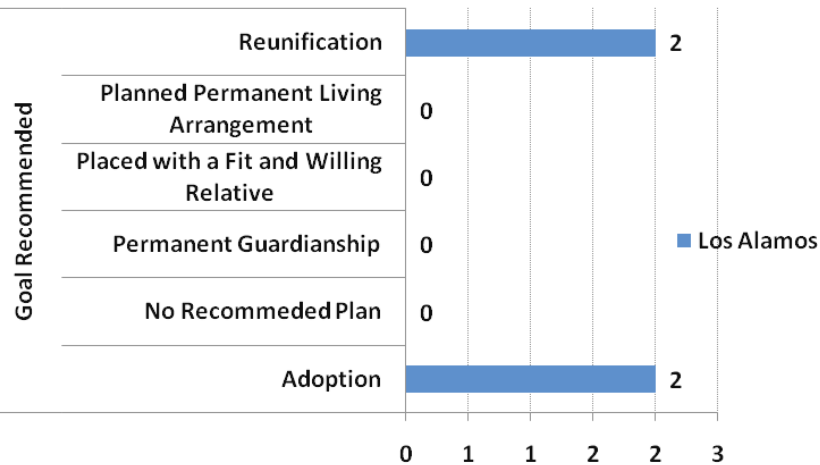 Goal Recommended
Reunification
2
Planned Permanent Living
Arrangement
0
Placed with a Fit and Willing
Relative
0
Permanent Guardianship
0
No Recommeded Plan
0
Adoption
2
Los Alamos
0 1 1 2 2 3